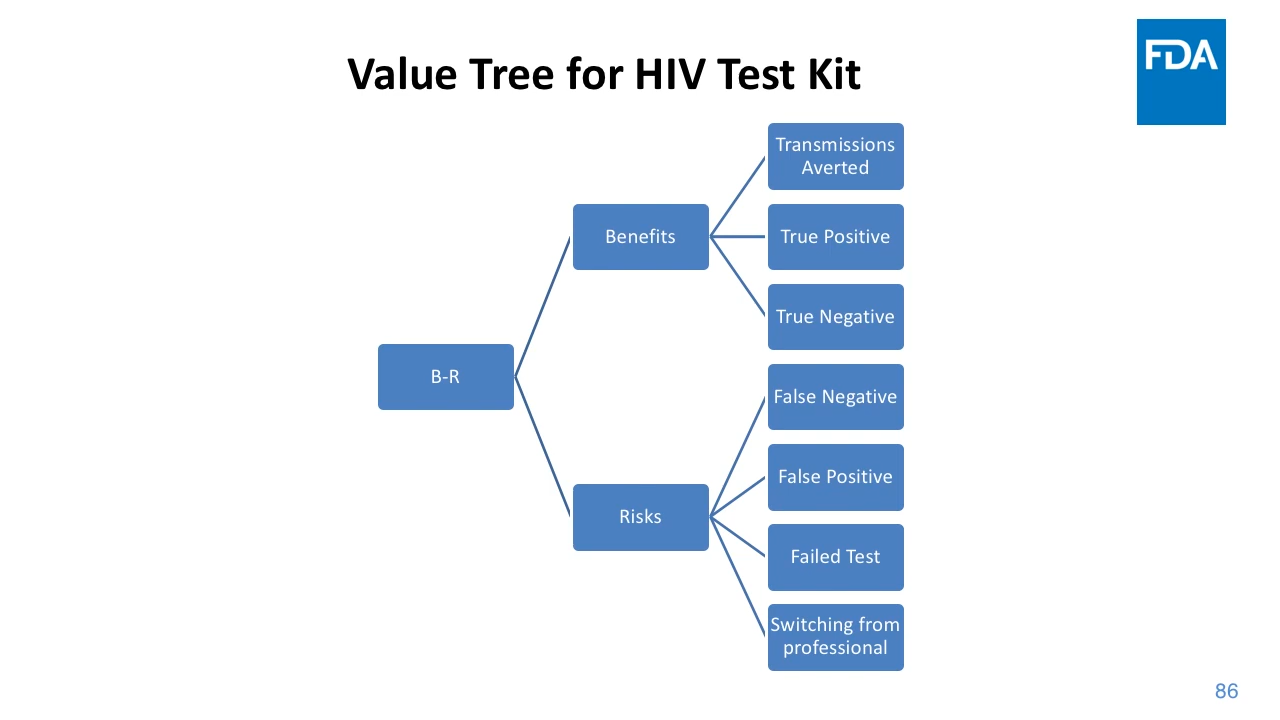 FDA
Value Tree for HIV Test Kit
Transmissions
Averted
Benefits
True Positive
True Negative
B-R
False Negative
False Positive
Risks
Failed Test
Switching from
professional
86